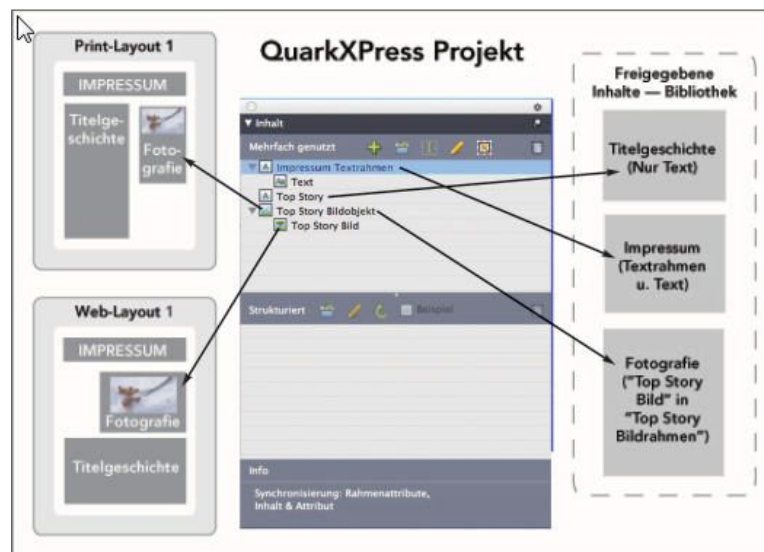 Print-Layout 1
IMPRESSUM
Titelge-
schichte
Foto-
grafie
Web-Layout 1
IMPRESSUM
Fotografie
Titelgeschichte
QuarkXPress Projekt
Inhalt
Mehrfach genutzt
Impressum Textrahmen
Text
Top Story
Top Story Bildobjekt
Top Story Bild
Strukturiert
Beispiel
Info
Synchronisierung: Rahmenattribute,
Inhalt & Attribut
Freigegebene
Inhalte — Bibliothek
Titelgeschichte
(Nur Text)
Impressum
(Textrahmen
u. Text)
Fotografie
("Top Story
Bild" in
"Top Story
Bildrahmen")